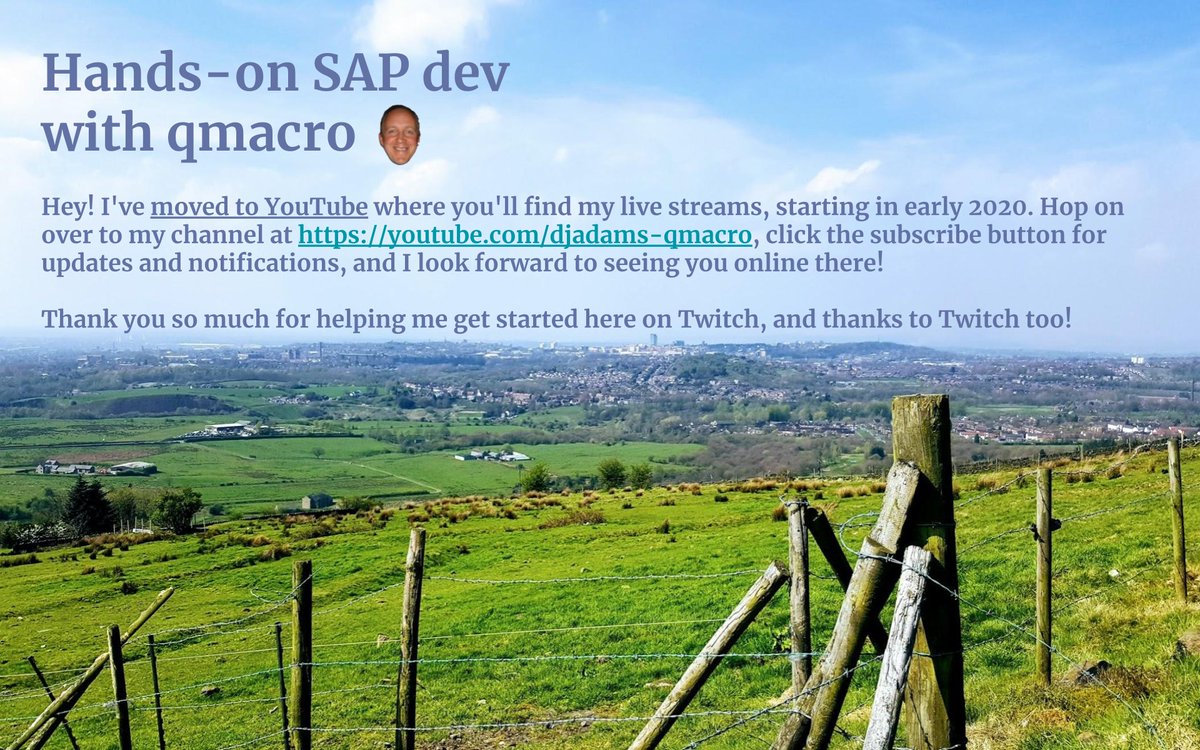 Hands-on SAP dev
with qmacro
Hey! I've moved to YouTube where you'll find my live streams, starting in early 2020. Hop on
over to my channel at https://youtube.com/djadams-qmacro, click the subscribe button for
updates and notifications, and I look forward to seeing you online there!
Thank you so much for helping me get started here on Twitch, and thanks to Twitch too!